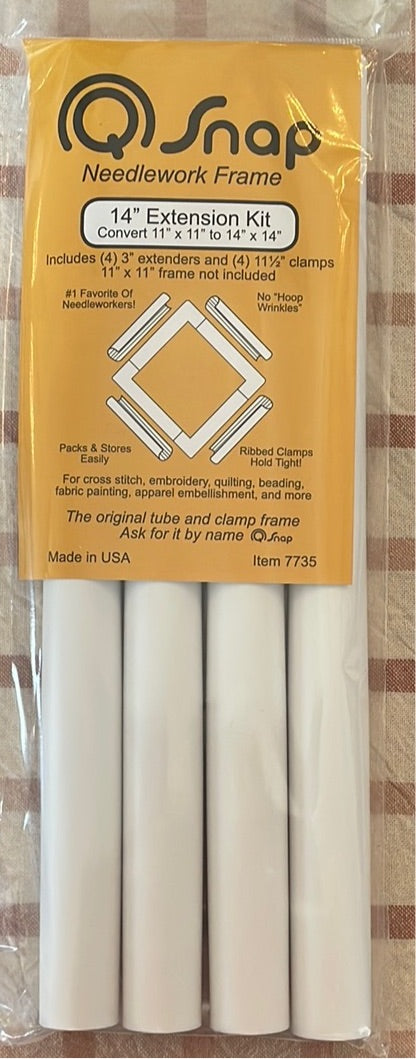 Q Snap
Needlework Frame
14” Extension Kit
Convert 11” x 11” to 14” x 14”
Includes (4) 3” extenders and (4) 11½” clamps
11” x 11” frame not included
#1 Favorite Of
Needleworkers!
No “Hoop
Wrinkles”
Packs & Stores
Easily
Ribbed Clamps
Hold Tight!
For cross stitch, embroidery, quilting, beading,
fabric painting, apparel embellishment, and more
The original tube and clamp frame
Ask for it by name Q Snap
Made in USA
Item 7735